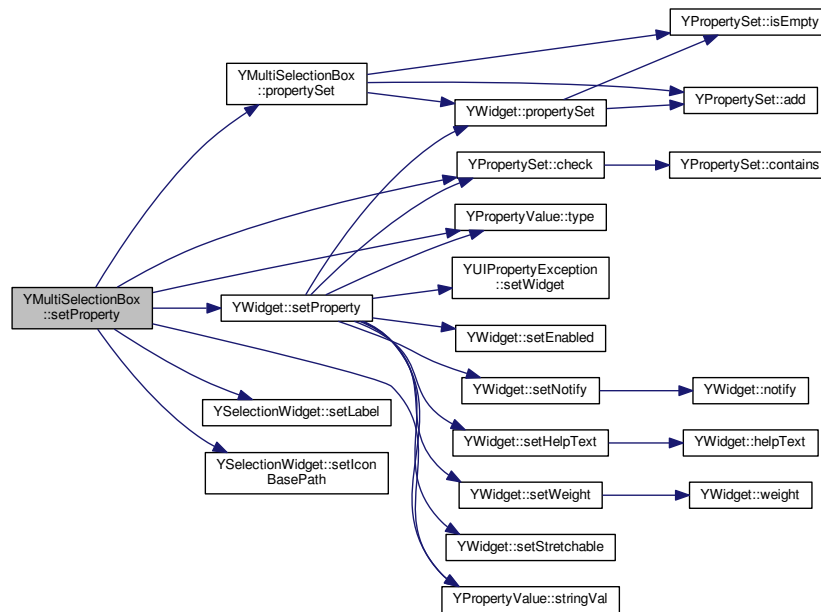 YPropertySet::isEmpty
YMultiSelectionBox
::propertySet
YPropertySet::add
YWidget::propertySet
YPropertySet::check
YPropertySet::contains
YPropertyValue::type
YUIPropertyException
::setWidget
YMultiSelectionBox
::setProperty
YWidget::setProperty
YWidget::setEnabled
YWidget::setNotify
YWidget::notify
YSelectionWidget::setLabel
YWidget::setHelpText
YWidget::helpText
YSelectionWidget::setIcon
BasePath
YWidget::setWeight
YWidget::weight
YWidget::setStretchable
YPropertyValue::stringVal